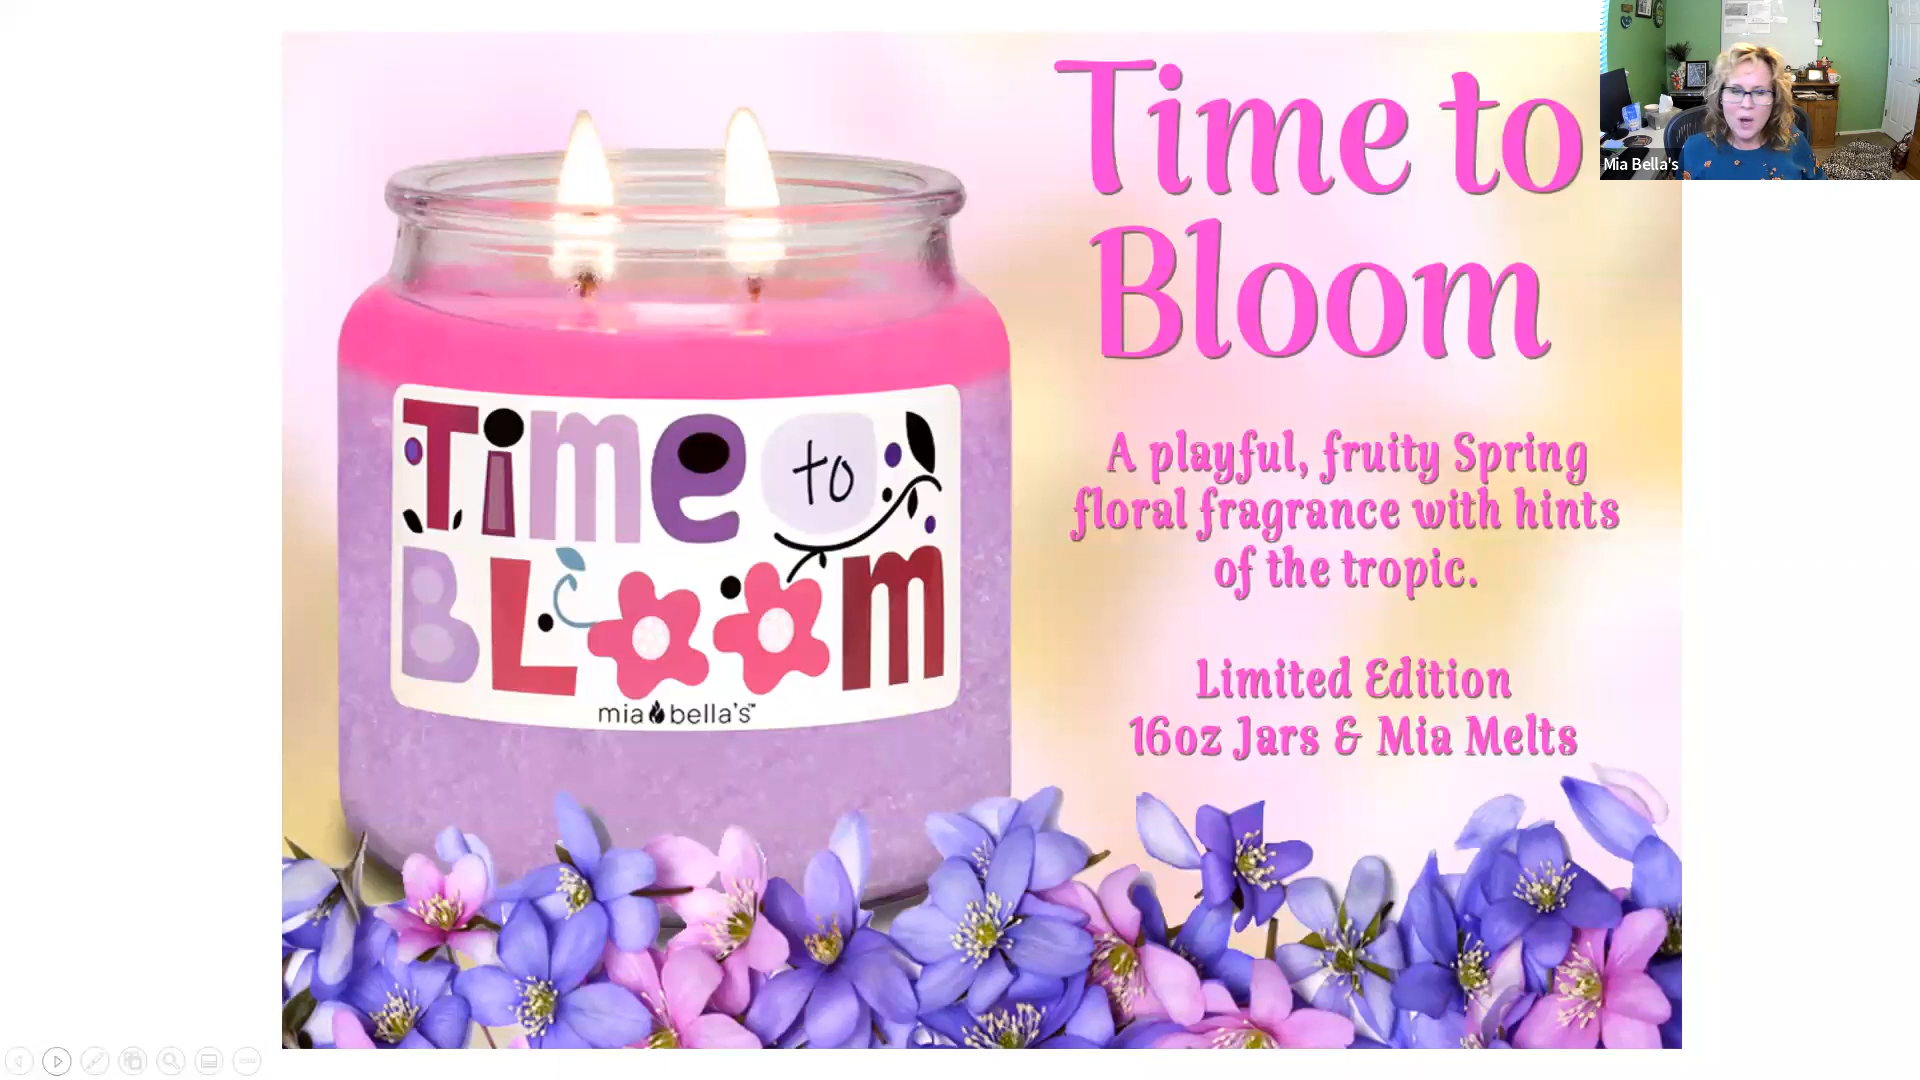 Time to
Bloom
Mia Bella's
Time to
BLOOM
mia bella's™
A playful, fruity Spring
floral fragrance with hints
of the tropic.
Limited Edition
16oz Jars & Mia Melts